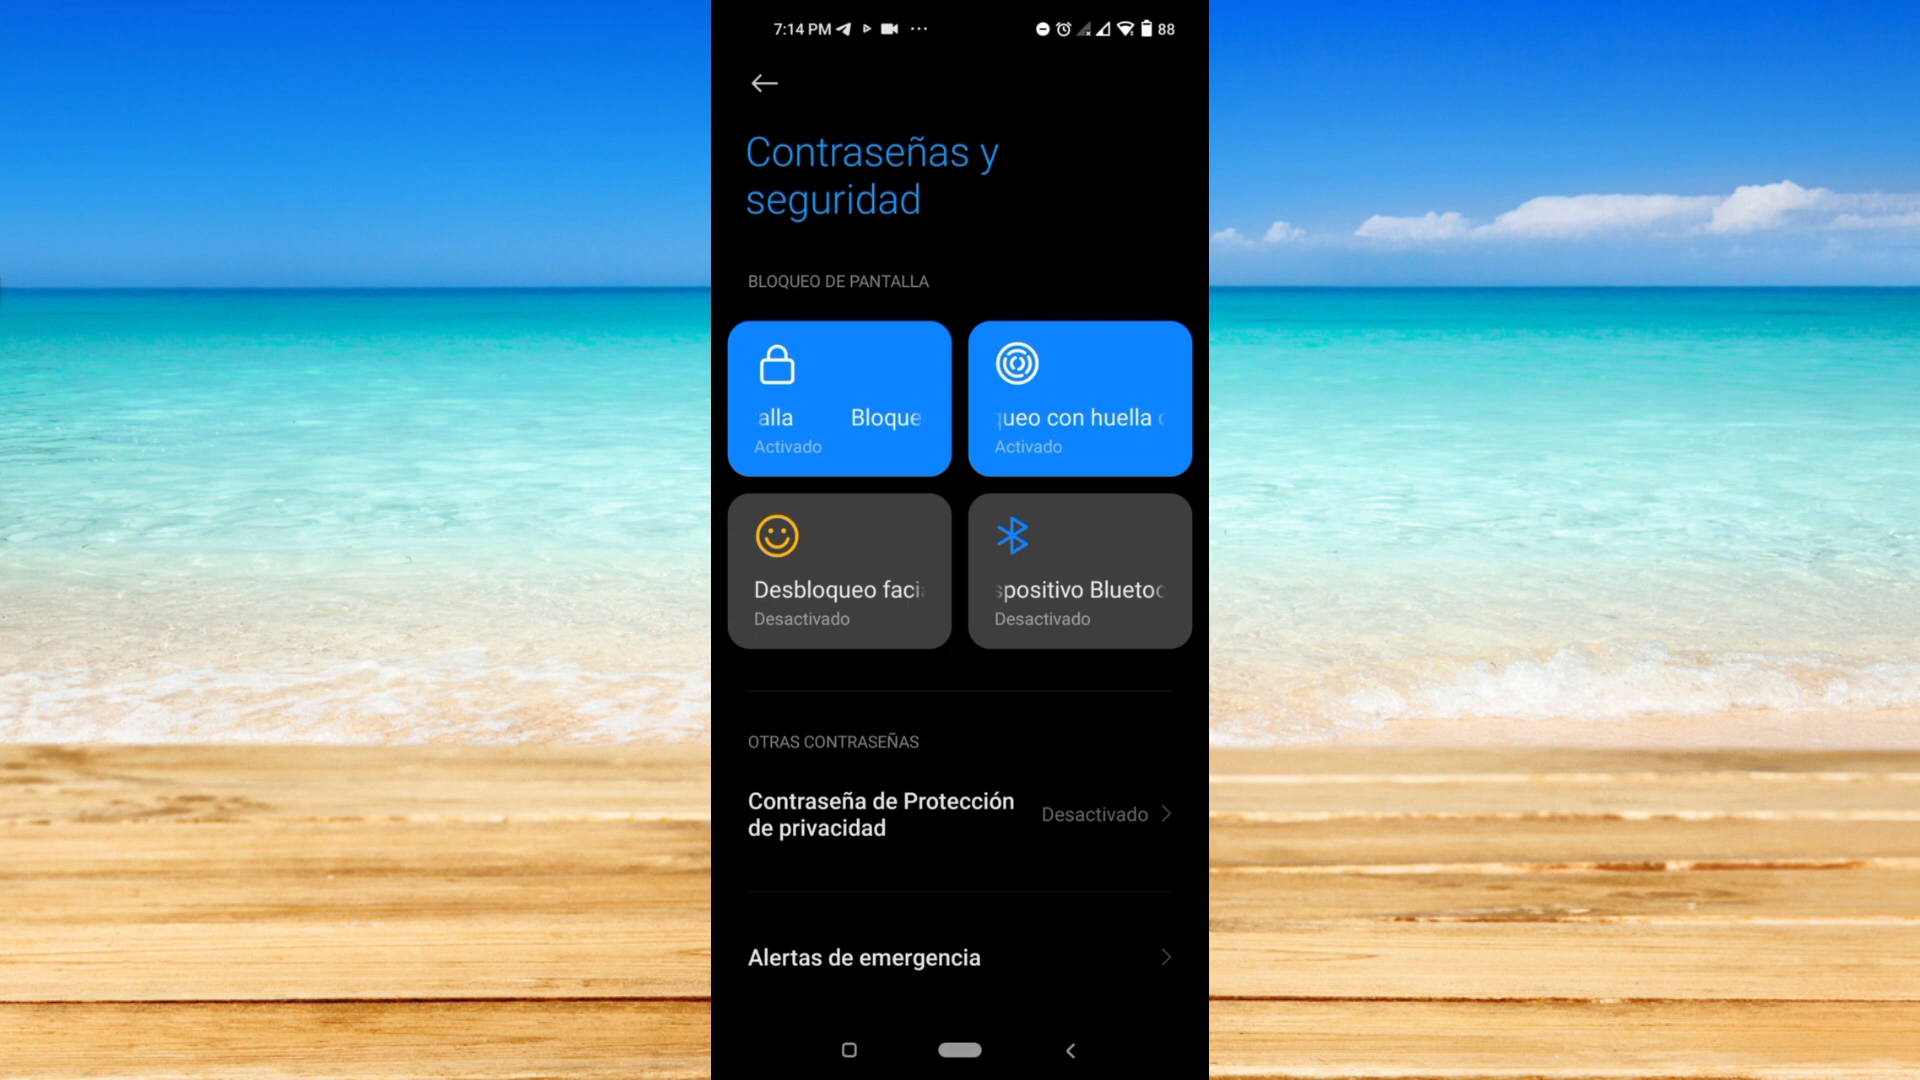 7:14 PM
88
Contraseñas y
seguridad
BLOQUEO DE PANTALLA
alla Bloque
Activado
ueo con huella
Activado
Desbloqueo faci
Desactivado
spositivo Bluetoo
Desactivado
OTRAS CONTRASEÑAS
Contraseña de Protección
de privacidad
Desactivado
Alertas de emergencia